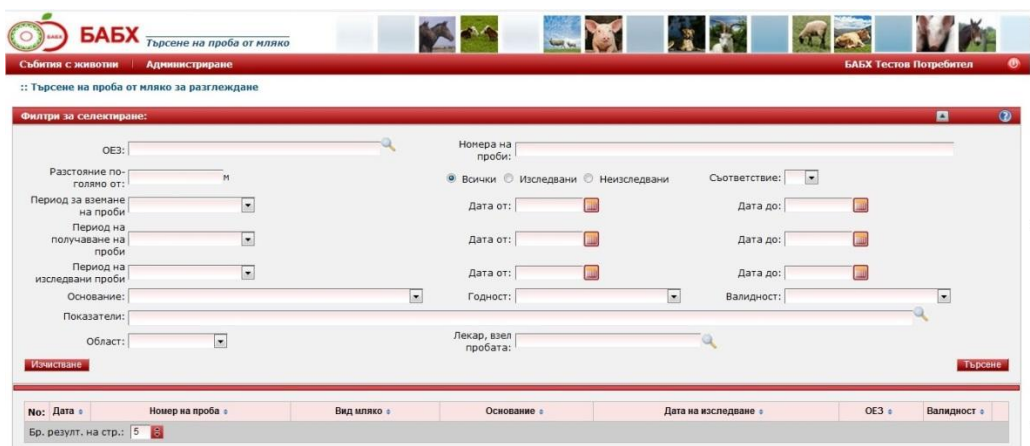 БАБХ Търсене на проба от мляко
Събития с животни Администриране БАБХ Тестов Потребител
:: Търсене на проба от мляко за разглеждане
Филтри за селектиране:
ОЕЗ: Номера на проби:
Разстояние по-голямо от: м Всички Изследвани Неизследвани Съответствие:
Период за вземане на проби Дата от: Дата до:
Период на получаване на проби Дата от: Дата до:
Период на изследвани проби Дата от: Дата до:
Основание: Годност: Валидност:
Показатели:
Област: Лекар, взел пробата:
Изчистване Търсене
No: Дата Номер на проба Вид мляко Основание Дата на изследване ОЕЗ Валидност
Бр. резулт. на стр.: 5